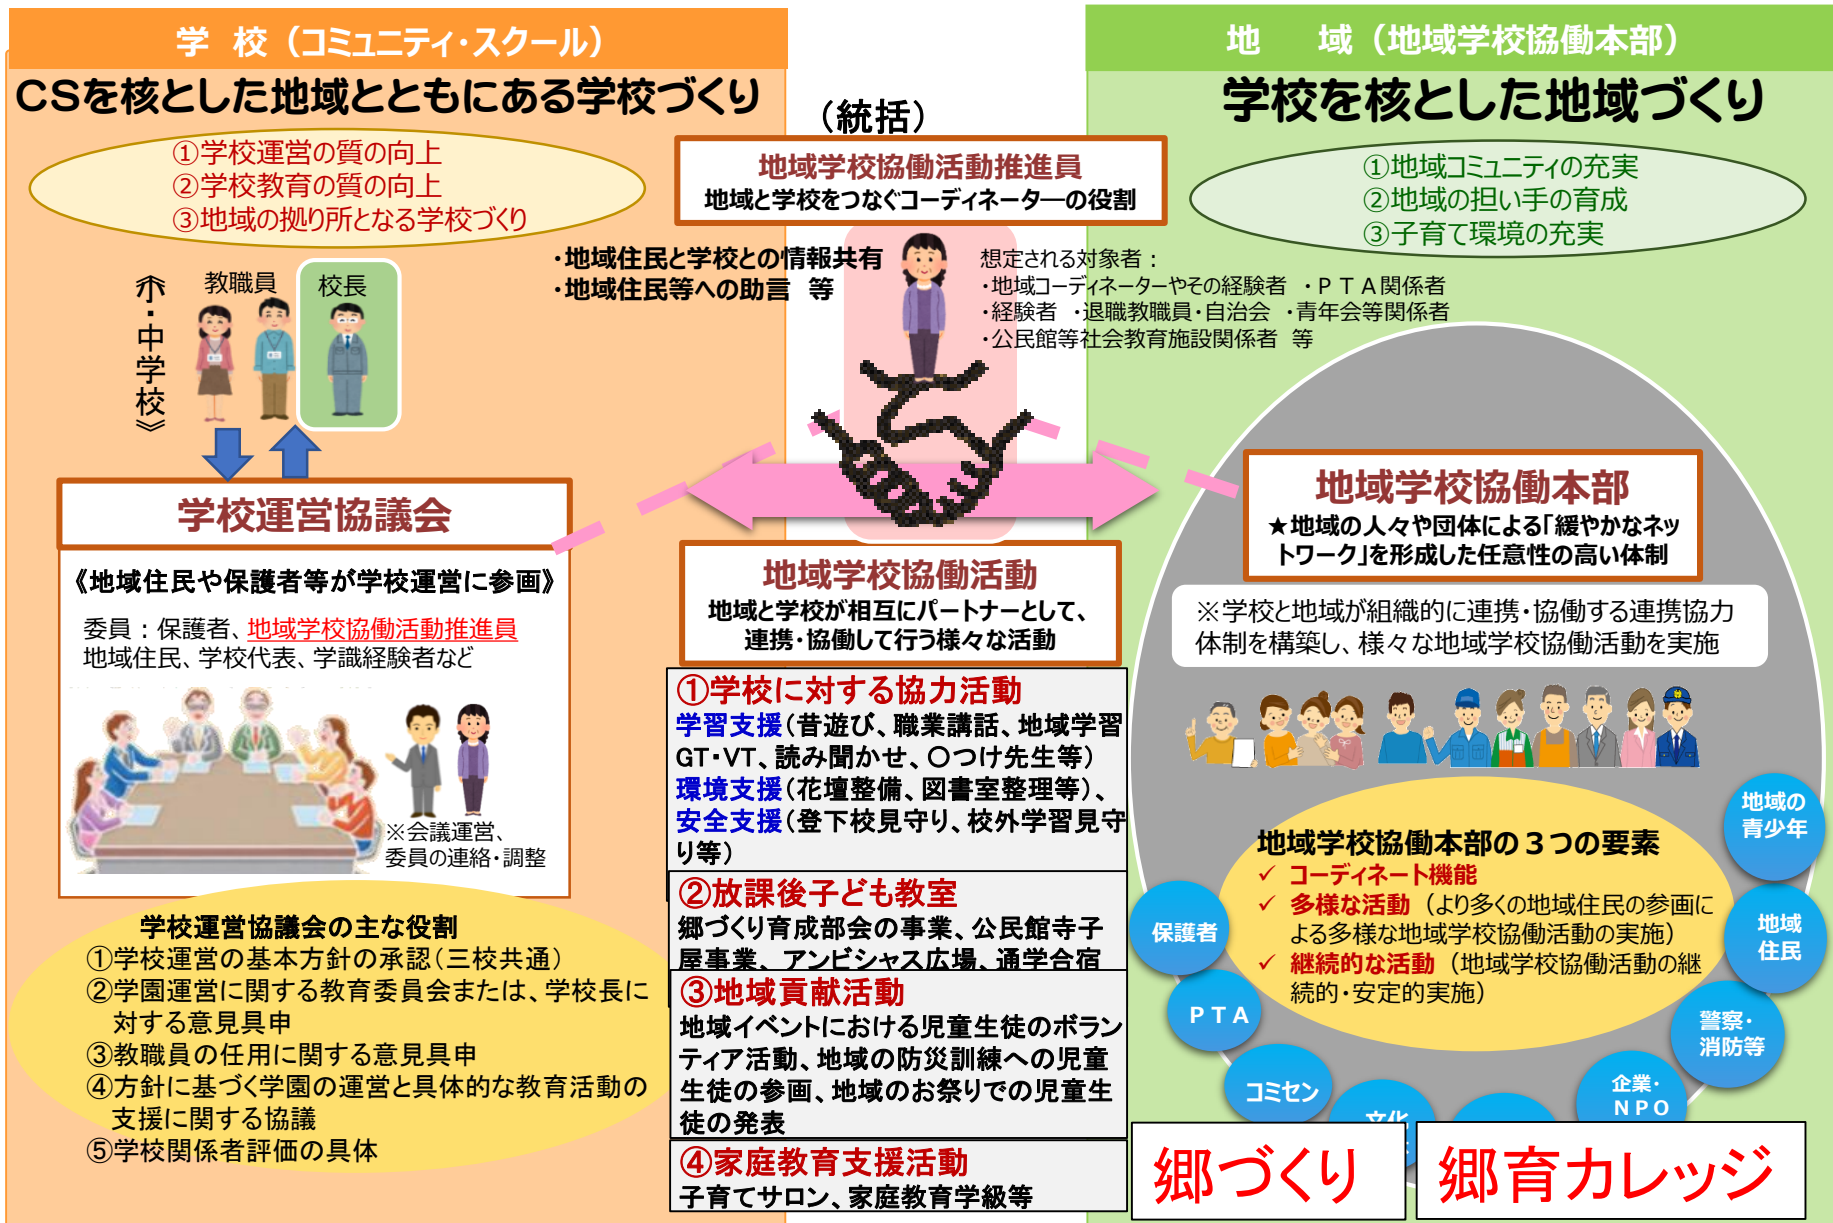 学 校（コミュニティ・スクール）
CSを核とした地域とともにある学校づくり
①学校運営の質の向上
②学校教育の質の向上
③地域の拠り所となる学校づくり
《小・中学校》
教職員
校長
学校運営協議会
《地域住民や保護者等が学校運営に参画》
委員：保護者、地域学校協働活動推進員
地域住民、学校代表、学識経験者など
※会議運営、
委員の連絡・調整
学校運営協議会の主な役割
①学校運営の基本方針の承認（三校共通）
②学園運営に関する教育委員会または、学校長に
対する意見具申
③教職員の任用に関する意見具申
④方針に基づく学園の運営と具体的な教育活動の
支援に関する協議
⑤学校関係者評価の具体
（統括）
地域学校協働活動推進員
地域と学校をつなぐコーディネーター―の役割
・地域住民と学校との情報共有
・地域住民等への助言 等
想定される対象者：
・地域コーディネーターやその経験者 ・ＰＴＡ関係者
・経験者 ・退職教職員・自治会 ・青年会等関係者
・公民館等社会教育施設関係者 等
地域学校協働活動
地域と学校が相互にパートナーとして、
連携・協働して行う様々な活動
①学校に対する協力活動
学習支援（昔遊び、職業講話、地域学習
GT・VT、読み聞かせ、〇つけ先生等）
環境支援（花壇整備、図書室整理等）、
安全支援（登下校見守り、校外学習見守
り等）
②放課後子ども教室
郷づくり育成部会の事業、公民館寺子
屋事業、アンビシャス広場、通学合宿
③地域貢献活動
地域イベントにおける児童生徒のボラン
ティア活動、地域の防災訓練への児童
生徒の参画、地域のお祭りでの児童生
徒の発表
④家庭教育支援活動
子育てサロン、家庭教育学級等
地 域（地域学校協働本部）
学校を核とした地域づくり
①地域コミュニティの充実
②地域の担い手の育成
③子育て環境の充実
地域学校協働本部
★地域の人々や団体による「緩やかなネッ
トワーク」を形成した任意性の高い体制
※学校と地域が組織的に連携・協働する連携協力
体制を構築し、様々な地域学校協働活動を実施
地域学校協働本部の３つの要素
✓ コーディネート機能
✓ 多様な活動（より多くの地域住民の参画に
よる多様な地域学校協働活動の実施）
✓ 継続的な活動（地域学校協働活動の継
続的・安定的実施）
地域の
青少年
地域
住民
警察・
消防等
企業・
ＮＰＯ
保護者
ＰＴＡ
コミセン
文化
郷づくり
郷育カレッジ